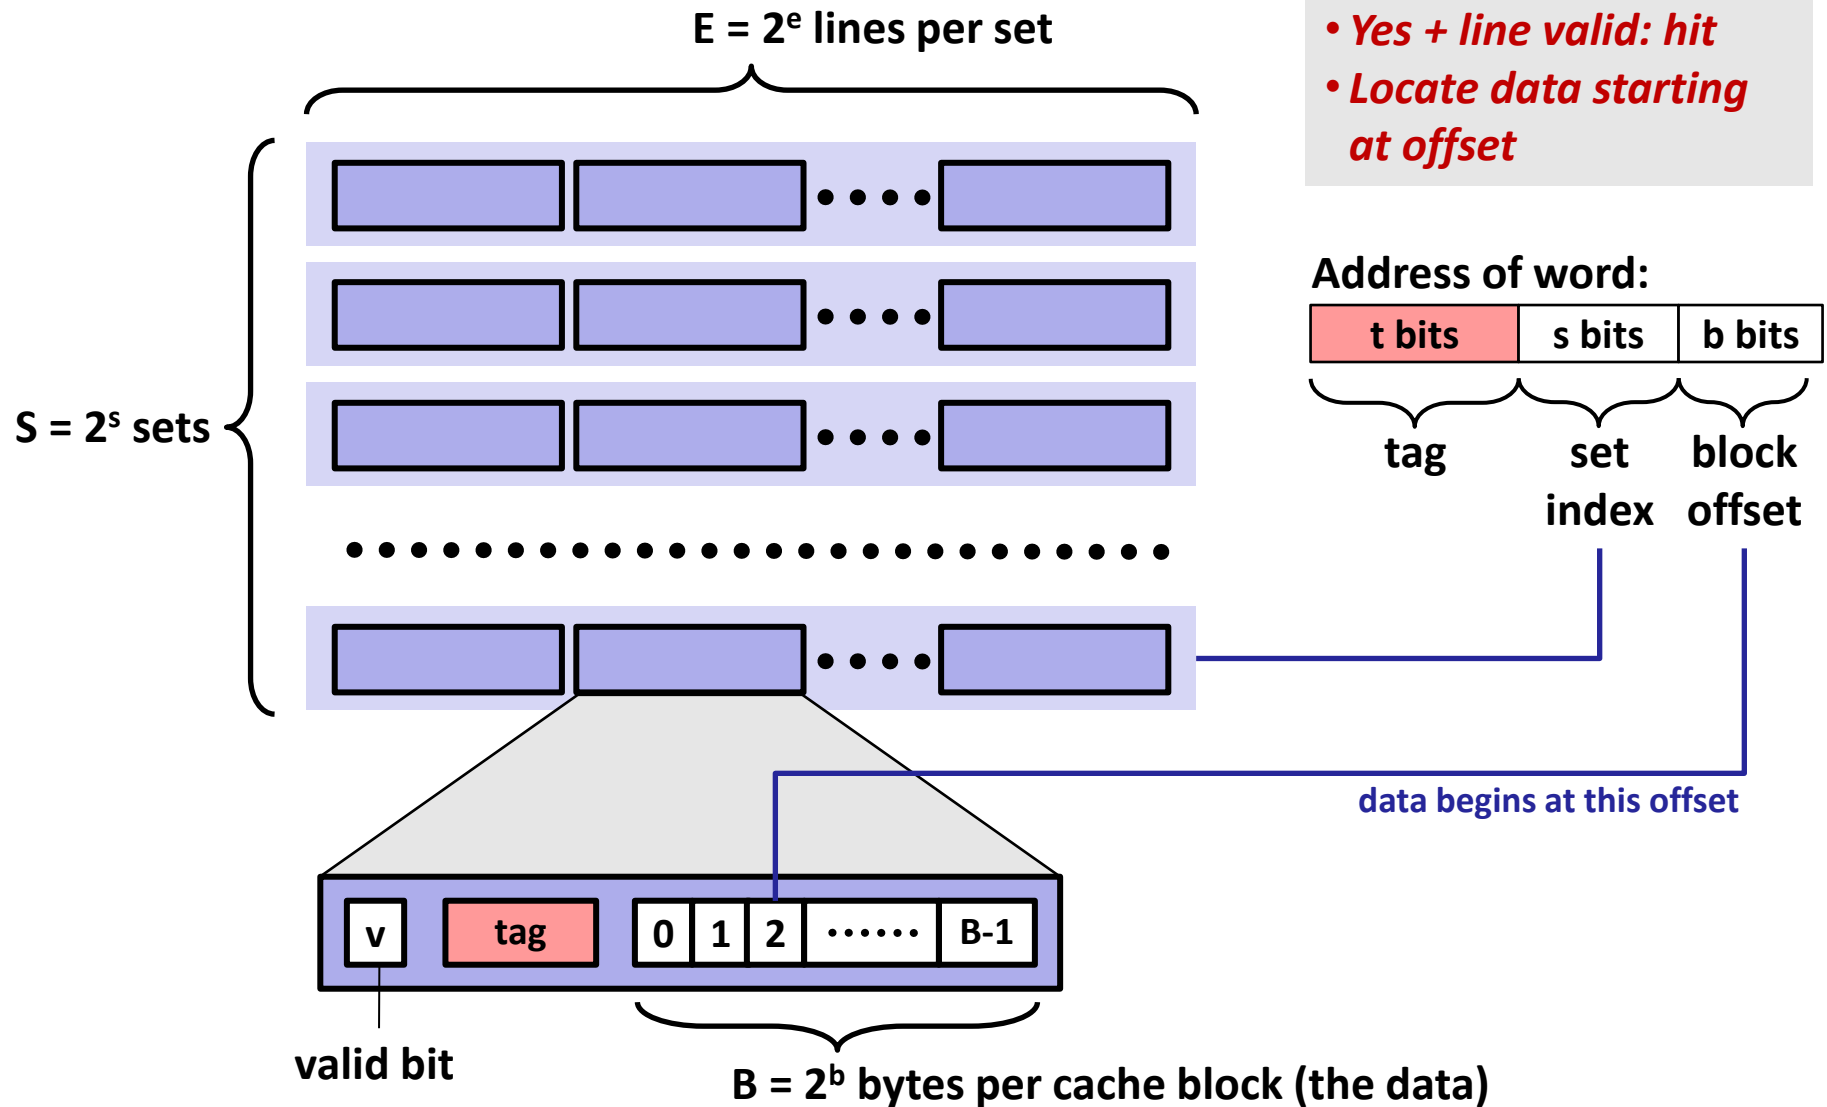 E = 2ᵉ lines per set
• Yes + line valid: hit
• Locate data starting
at offset
Address of word:
t bits s bits b bits
tag set block
index offset
S = 2ˢ sets
data begins at this offset
v tag 0 1 2 •••••• B-1
valid bit
B = 2ᵇ bytes per cache block (the data)